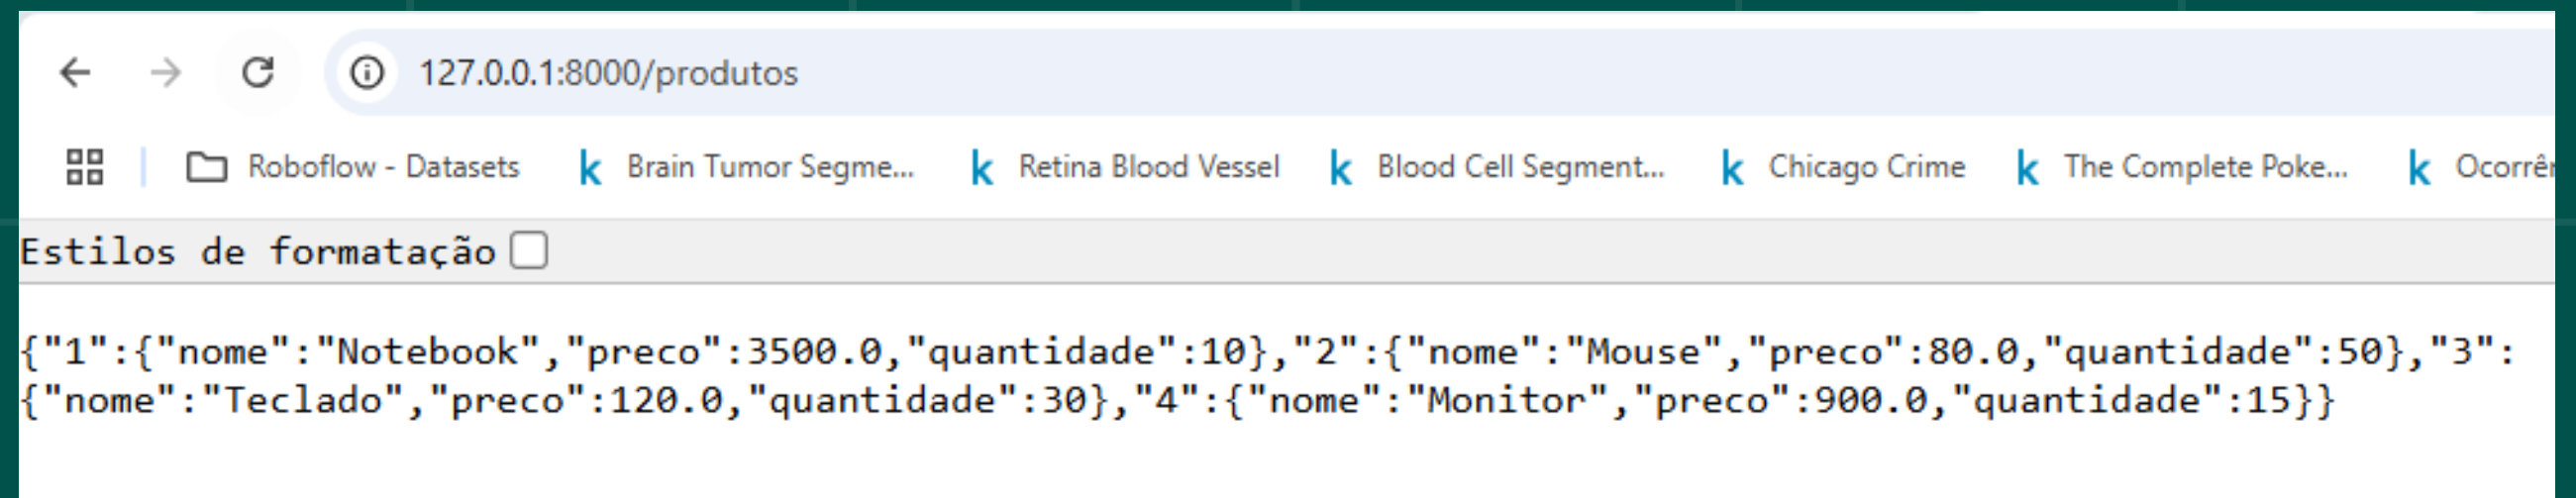 127.0.0.1:8000/produtos
Roboflow - Datasets Brain Tumor Segme... Retina Blood Vessel Blood Cell Segment... Chicago Crime The Complete Poke... Ocorrên
Estilos de formatação
{"1":{"nome":"Notebook","preco":3500.0,"quantidade":10},"2":{"nome":"Mouse","preco":80.0,"quantidade":50},"3":
{"nome":"Teclado","preco":120.0,"quantidade":30},"4":{"nome":"Monitor","preco":900.0,"quantidade":15}}